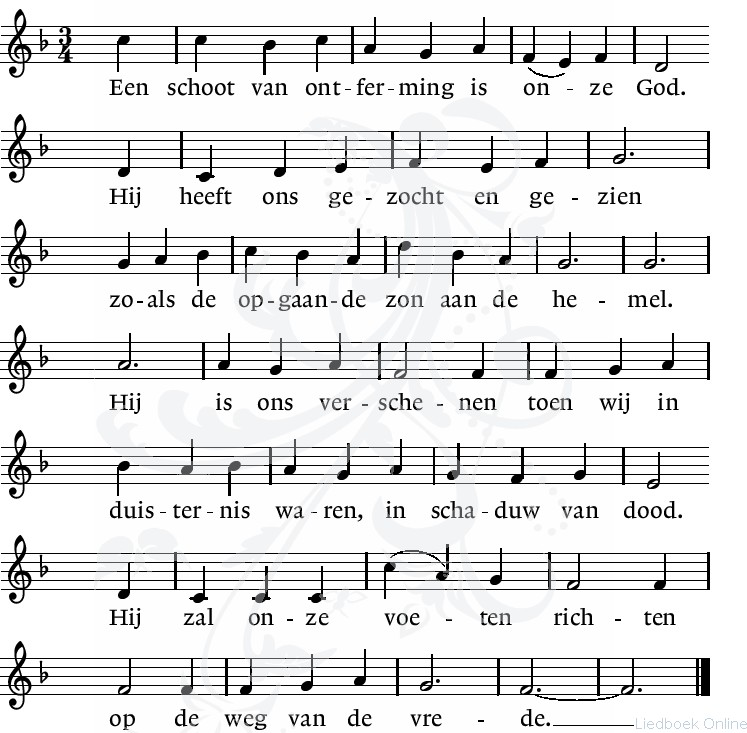 3
4
Een schoot van ont-fer-ming is on - ze God.
Hij heeft ons ge - zocht en ge - zien
zo-als de op-gaan-de zon aan de he - mel.
Hij is ons ver - sche - nen toen wij in
duis-ter-nis wa-ren, in scha-duw van dood.
Hij zal on-ze voe - ten rich - ten
op de weg van de vre - de.
Liedboek Online